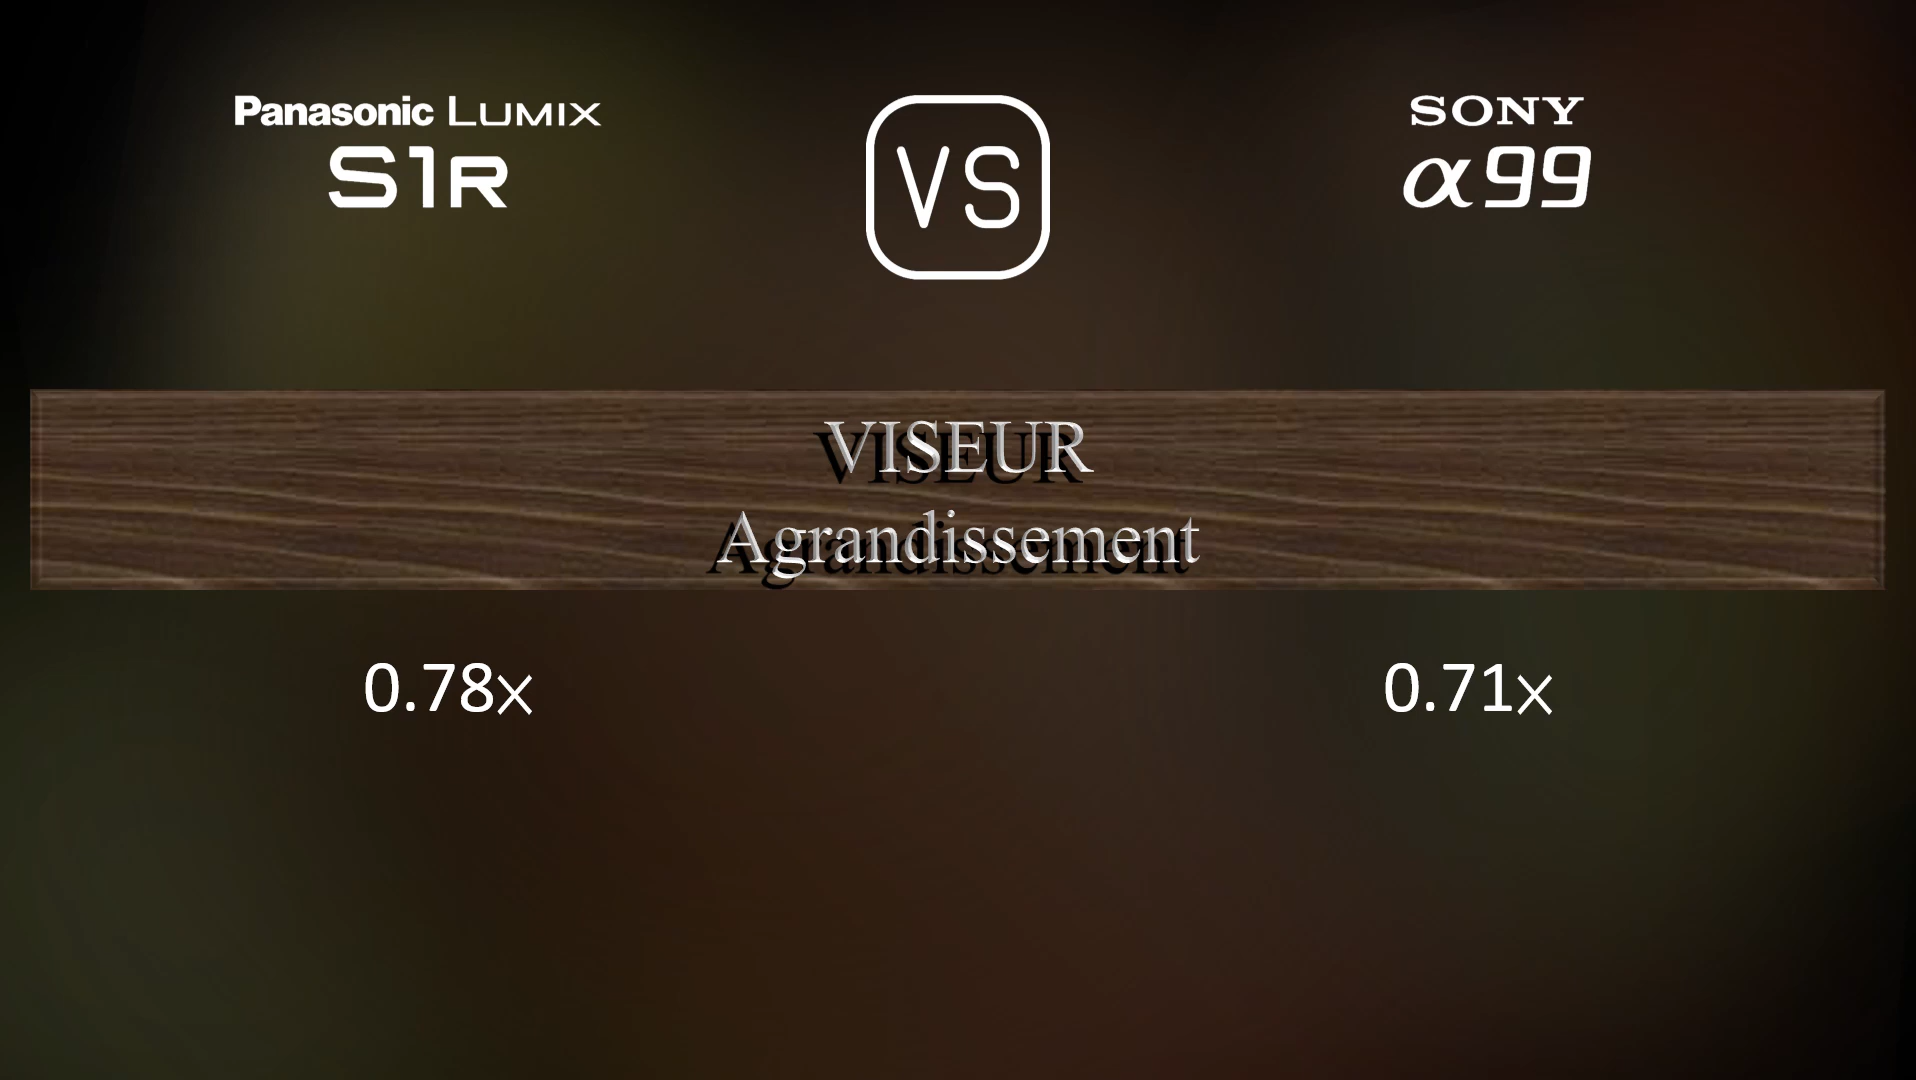 Panasonic LUMIX
S1R
VS
SONY
α99
VISEUR
Agrandissement
0.78x
0.71x